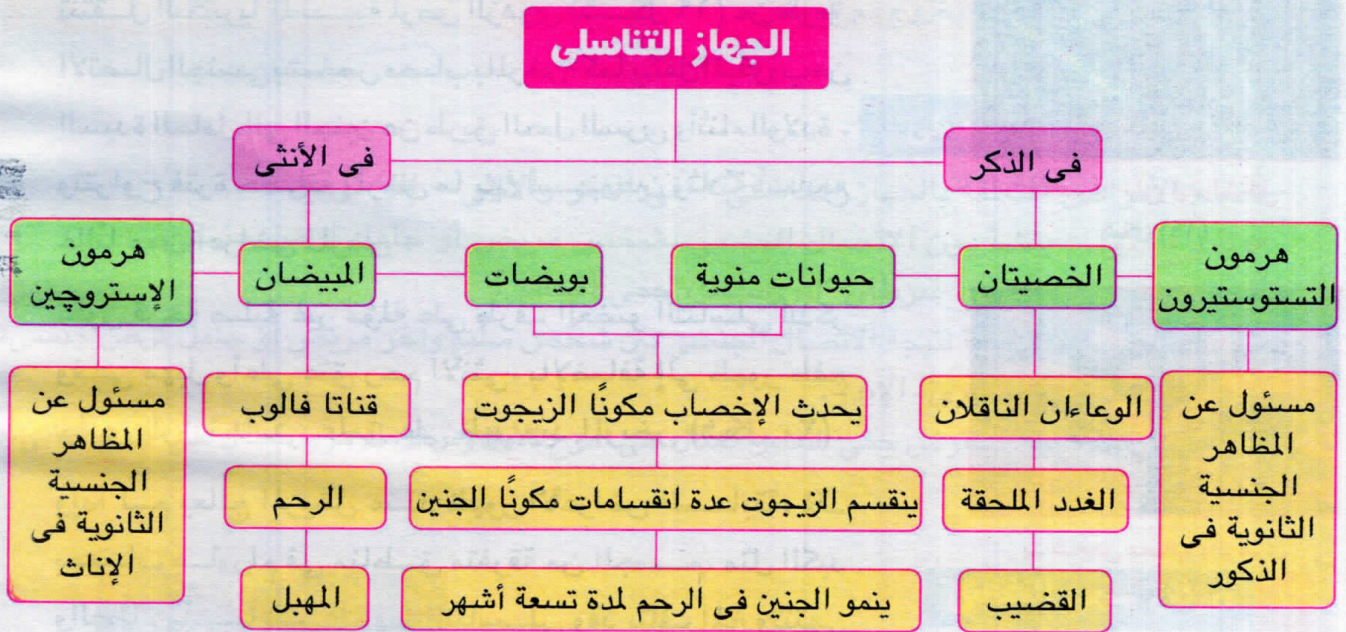 الجهاز التناسلى
فى الذكر
فى الأنثى
هرمون
التستوستيرون
الخصيتان
حيوانات منوية
بويضات
المبيضان
هرمون
الإستروچين
مسئول عن
المظاهر
الجنسية
الثانوية فى
الذكور
الوعاءان الناقلان
الغدد الملحقة
القضيب
يحدث الإخصاب مكونًا الزيجوت
ينقسم الزيجوت عدة انقسامات مكونًا الجنين
ينمو الجنين فى الرحم لمدة تسعة أشهر
قناتا فالوب
الرحم
المهبل
مسئول عن
المظاهر
الجنسية
الثانوية فى
الإناث